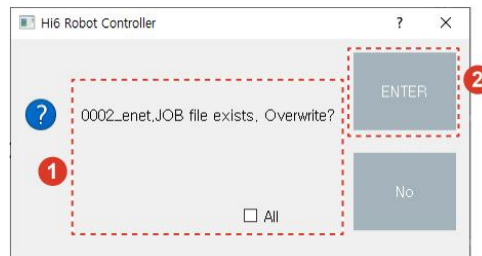 Hi6 Robot Controller
? ×
0002_enet.JOB file exists. Overwrite?
All
ENTER
No
1
2
?